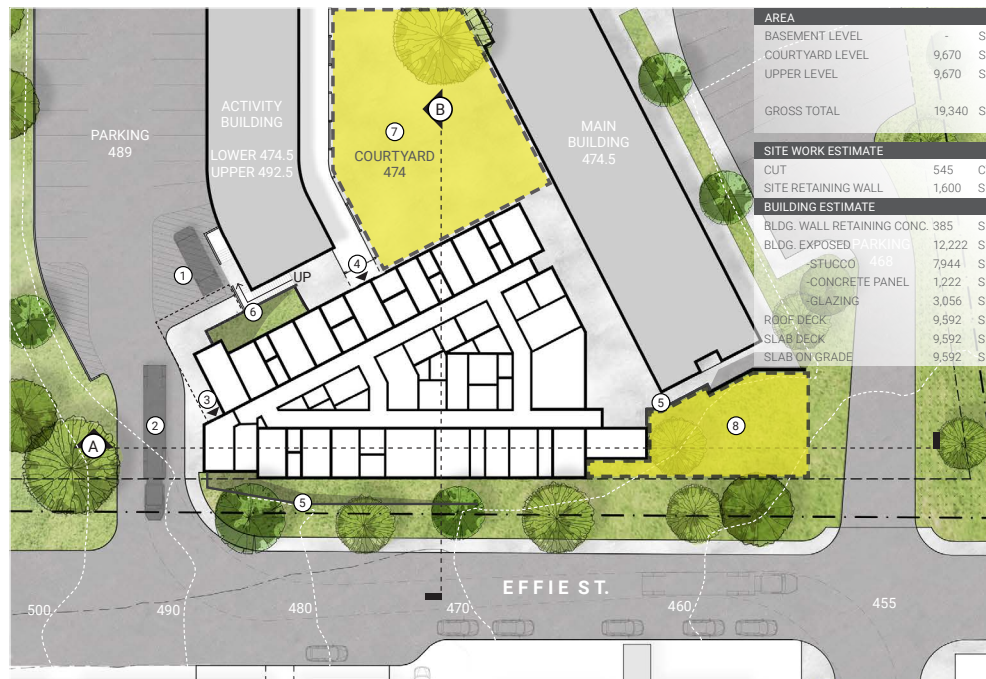 AREA
BASEMENT LEVEL - S
COURTYARD LEVEL 9,670 S
UPPER LEVEL 9,670 S
GROSS TOTAL 19,340 S
SITE WORK ESTIMATE
CUT 545 C
SITE RETAINING WALL 1,600 S
BUILDING ESTIMATE
BLDG. WALL RETAINING CONC. 385 S
BLDG. EXPOSED 12,222 S
-STUCCO 7,944 S
-CONCRETE PANEL 1,222 S
-GLAZING 3,056 S
ROOF DECK 9,592 S
SLAB DECK 9,592 S
SLAB ON GRADE 9,592 S
PARKING
468
ACTIVITY
BUILDING
LOWER 474.5
UPPER 492.5
PARKING
489
B
7
COURTYARD
474
MAIN
BUILDING
474.5
1
4
UP
6
3
5
2
8
A
5
EFFIE ST.
500
490
480
470
460
455